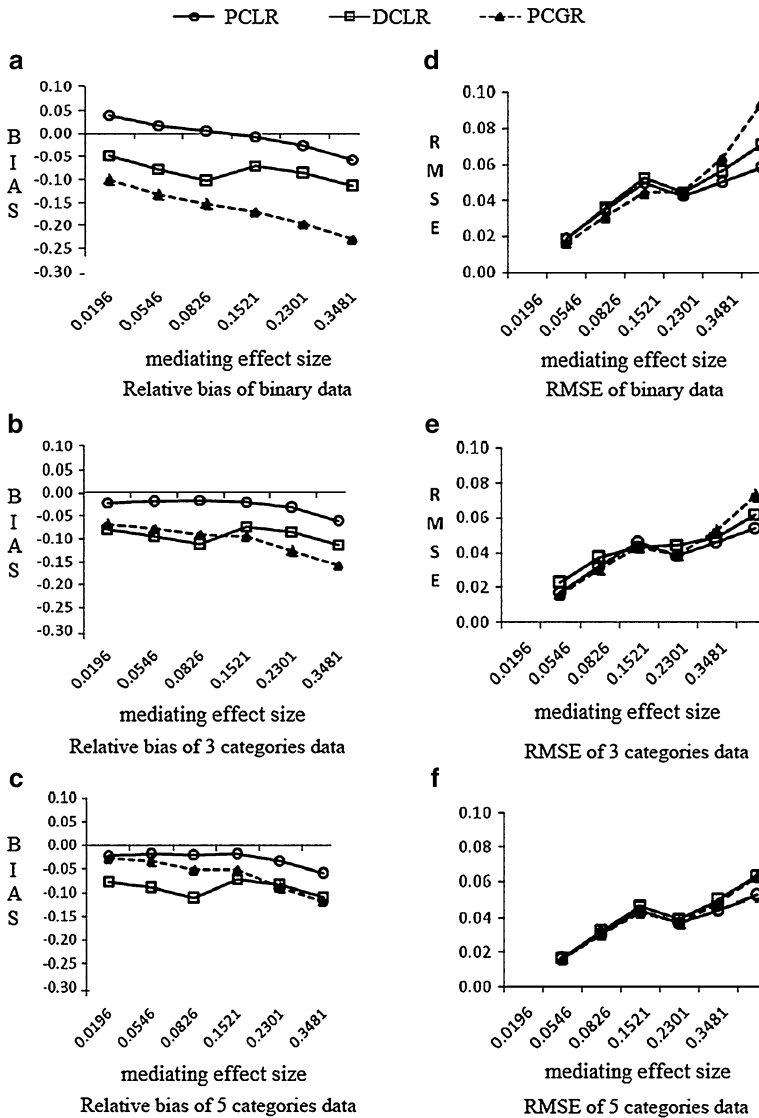 PCLR DCLR PCGR
a
BIAS
0.10
0.05
0.00
-0.05
-0.10
-0.15
-0.20
-0.25
-0.30
0.0196 0.0546 0.0826 0.1521 0.2301 0.3481
mediating effect size
Relative bias of binary data
d
RMSE
0.10
0.08
0.06
0.04
0.02
0.00
0.0196 0.0546 0.0826 0.1521 0.2301 0.3481
mediating effect size
RMSE of binary data
b
BIAS
0.10
0.05
0.00
-0.05
-0.10
-0.15
-0.20
-0.25
-0.30
0.0196 0.0546 0.0826 0.1521 0.2301 0.3481
mediating effect size
Relative bias of 3 categories data
e
RMSE
0.10
0.08
0.06
0.04
0.02
0.00
0.0196 0.0546 0.0826 0.1521 0.2301 0.3481
mediating effect size
RMSE of 3 categories data
c
BIAS
0.10
0.05
0.00
-0.05
-0.10
-0.15
-0.20
-0.25
-0.30
0.0196 0.0546 0.0826 0.1521 0.2301 0.3481
mediating effect size
Relative bias of 5 categories data
f
RMSE
0.10
0.08
0.06
0.04
0.02
0.00
0.0196 0.0546 0.0826 0.1521 0.2301 0.3481
mediating effect size
RMSE of 5 categories data